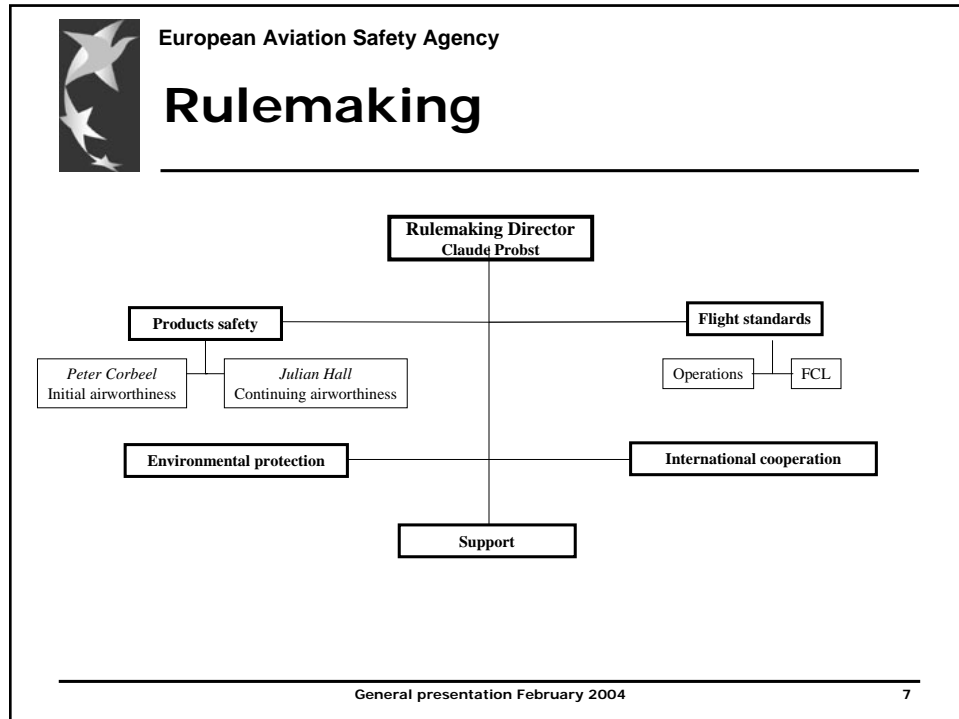 European Aviation Safety Agency
Rulemaking
Rulemaking Director
Claude Probst
Products safety
Flight standards
Peter Corbeel
Initial airworthiness
Julian Hall
Continuing airworthiness
Operations
FCL
Environmental protection
International cooperation
Support
General presentation February 2004
7